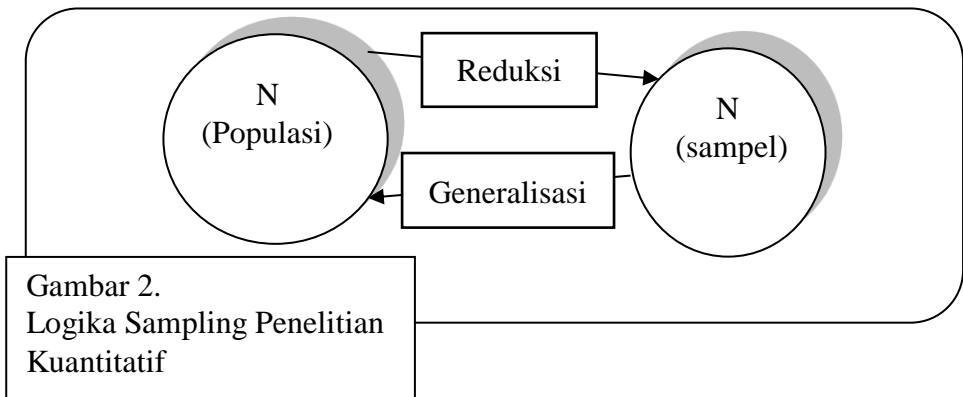 N
(Populasi)
Reduksi
N
(sampel)
Generalisasi
Gambar 2.
Logika Sampling Penelitian
Kuantitatif